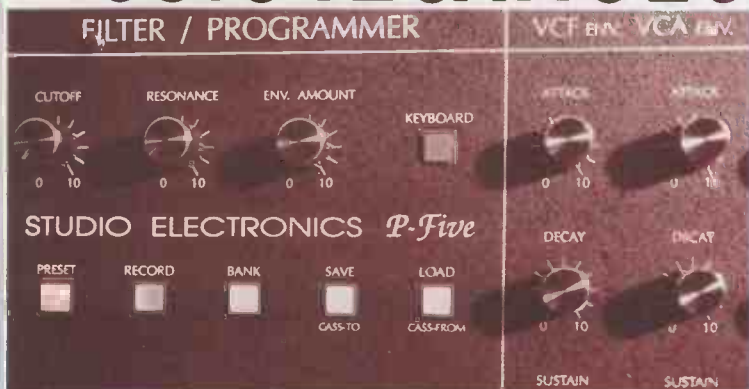 FILTER / PROGRAMMER
VCF ENV. VCA ENV.
CUTOFF RESONANCE ENV. AMOUNT
KEYBOARD
ATTACK ATTACK
0 10 0 10 0 10
0 10 0 10
STUDIO ELECTRONICS P-Five
DECAY DECAY
PRESET RECORD BANK SAVE LOAD
CASS-TO CASS-FROM
0 10 0 10
SUSTAIN SUSTAIN